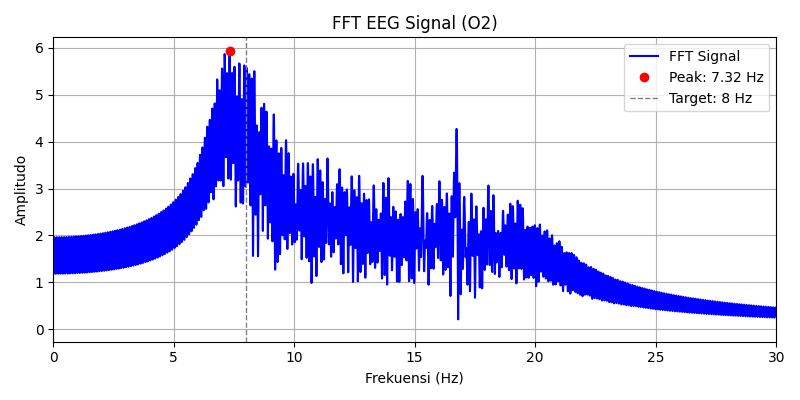 FFT EEG Signal (O2)
FFT Signal
Peak: 7.32 Hz
Target: 8 Hz
Amplitudo
6
5
4
3
2
1
0
0 5 10 15 20 25 30
Frekuensi (Hz)